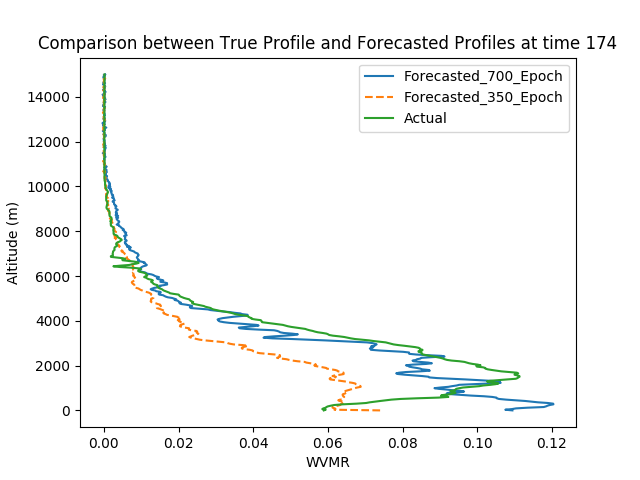 Comparison between True Profile and Forecasted Profiles at time 174
Forecasted_700_Epoch
Forecasted_350_Epoch
Actual
14000
12000
10000
8000
6000
4000
2000
0
Altitude (m)
0.00 0.02 0.04 0.06 0.08 0.10 0.12
WVMR